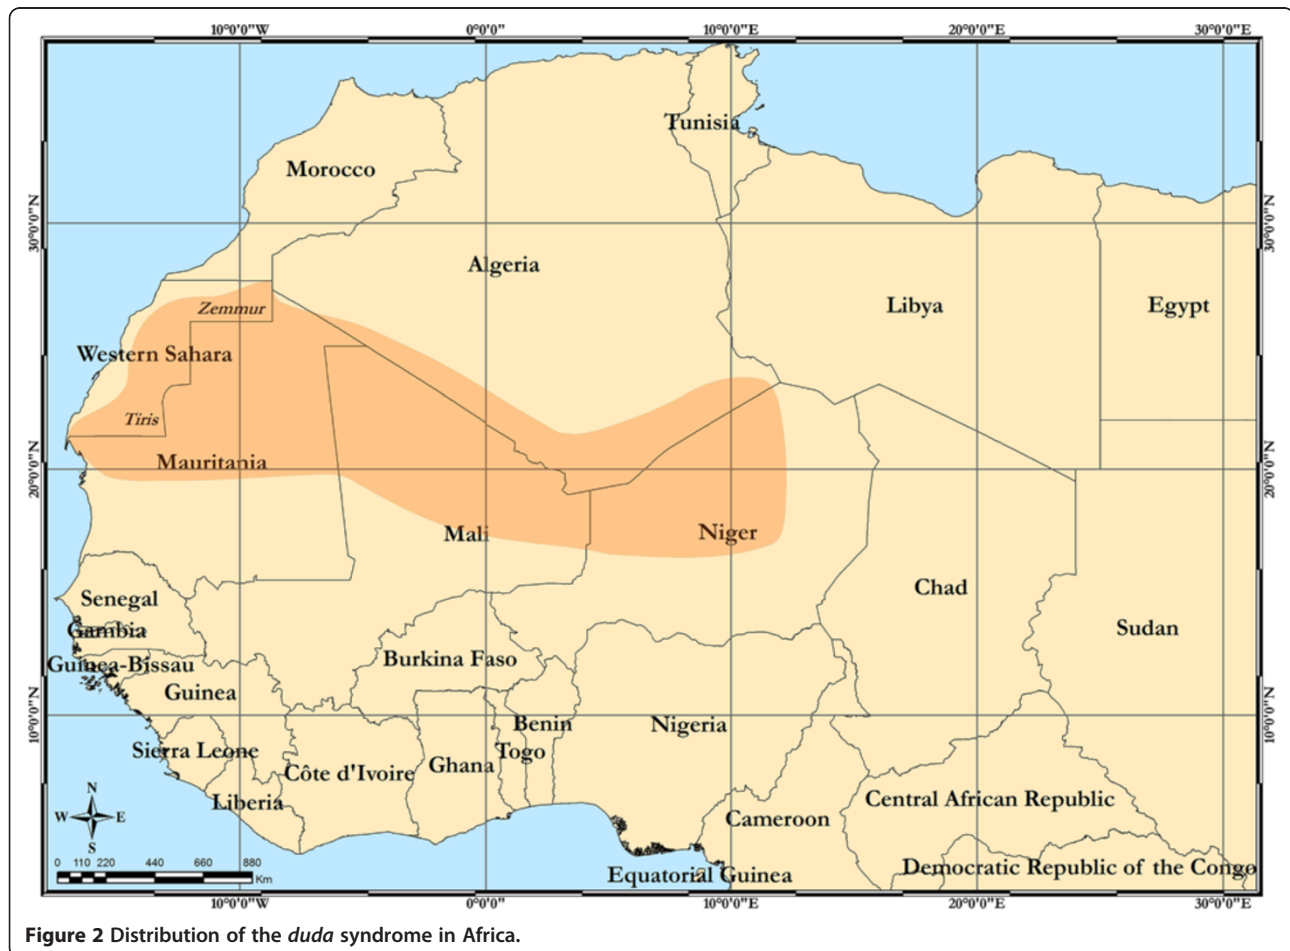 10°0'0"W 0°0'0" 10°0'0"E 20°0'0"E 30°0'0"E
Tunisia
Morocco
30°0'0"N 30°0'0"N
Algeria
Libya Egypt
Zemmur
Western Sahara
Tiris
Mauritania
20°0'0"N 20°0'0"N
Mali Niger
Chad
Senegal
Gambia Sudan
Guinea-Bissau Burkina Faso
Guinea
10°0'0"N 10°0'0"N
Benin Nigeria
Sierra Leone Togo
Côte d'Ivoire Ghana
Liberia Central African Republic
N
W E Cameroon
S
0 110 220 440 660 880
Km
Democratic Republic of the Congo
Equatorial Guinea
10°0'0"W 0°0'0" 10°0'0"E 20°0'0"E 30°0'0"E
Figure 2 Distribution of the duda syndrome in Africa.